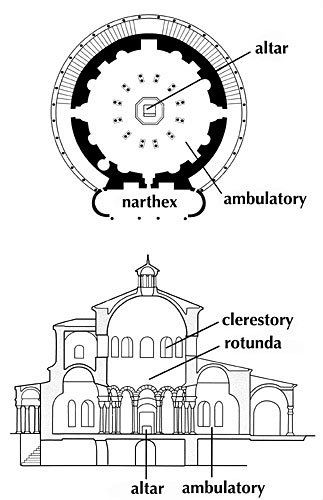 altar
ambulatory
narthex
clerestory
rotunda
altar
ambulatory